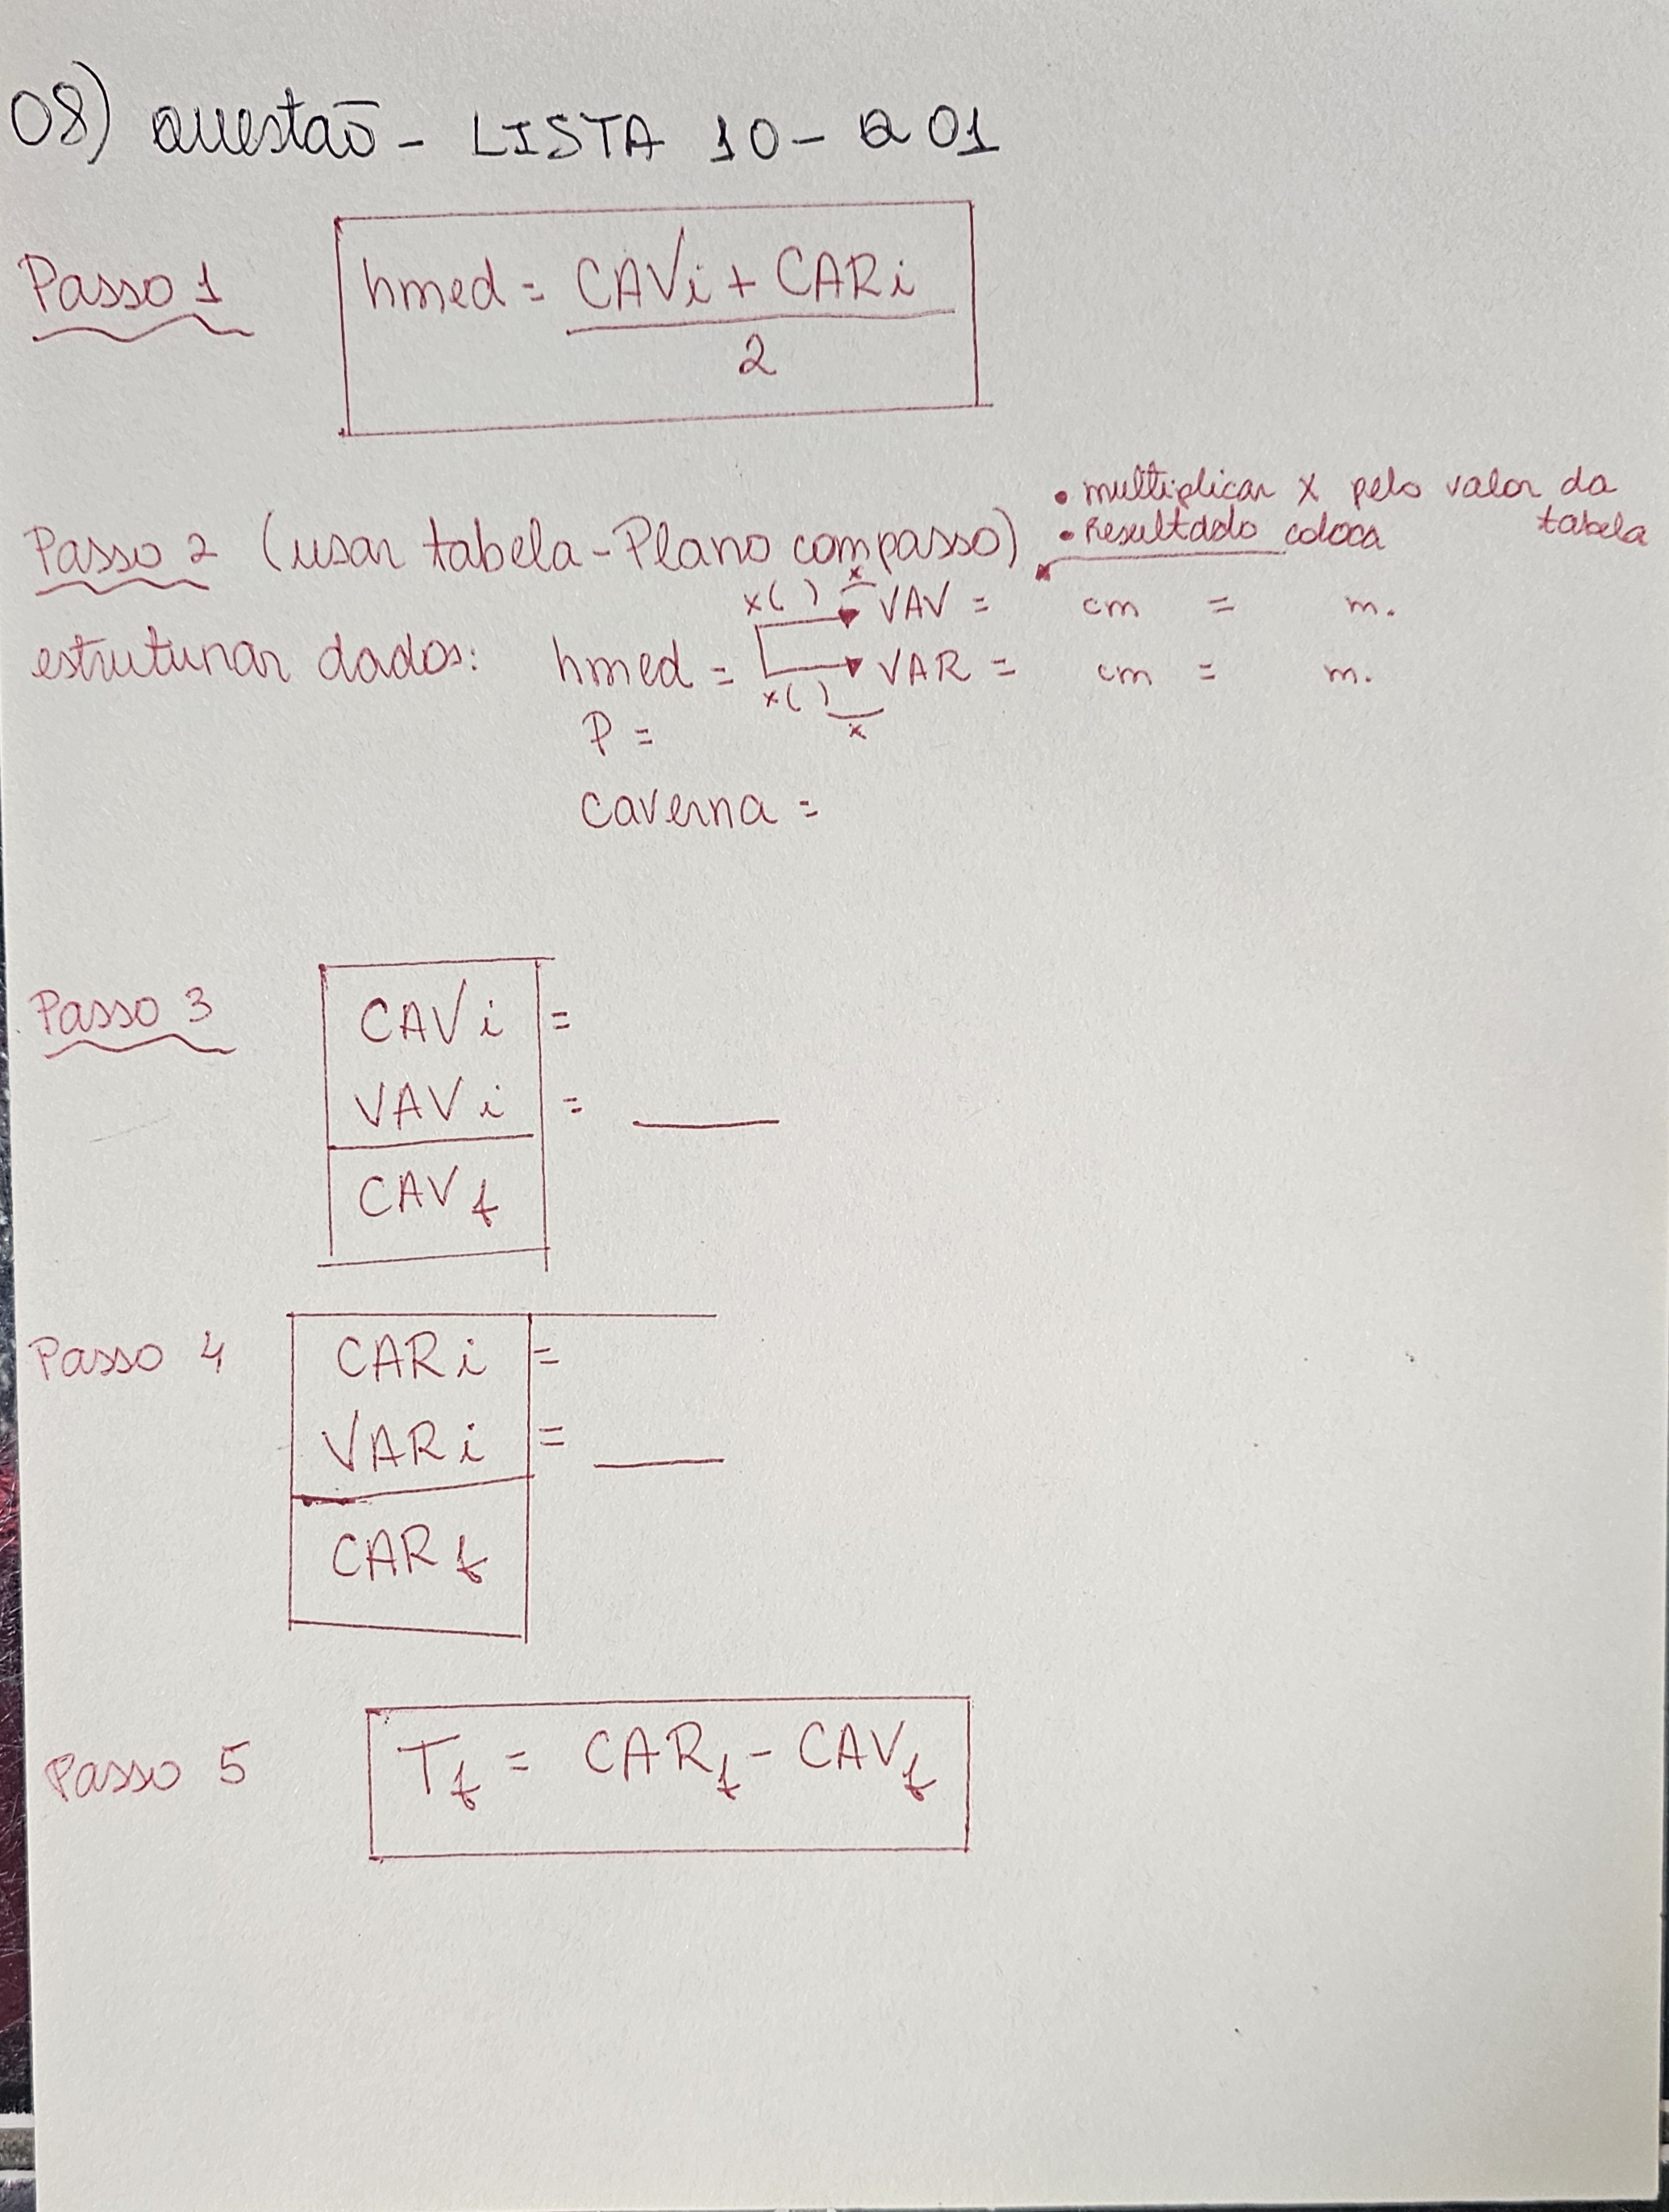 08) Questão - LISTA 10 - Q 01
Passo 1
hmed = CAVi + CARi
2
Passo 2 (usar tabela - Plano compasso)
• multiplicar x pelo valor da tabela
• Resultado coloca
estruturar dados:
x( ) x VAV = cm = m.
hmed =
x( ) x VAR = cm = m.
P =
caverna =
Passo 3
CAVi =
VAVi =
CAVf
Passo 4
CARi =
VARi =
CARf
Passo 5
Tf = CARf - CAVf